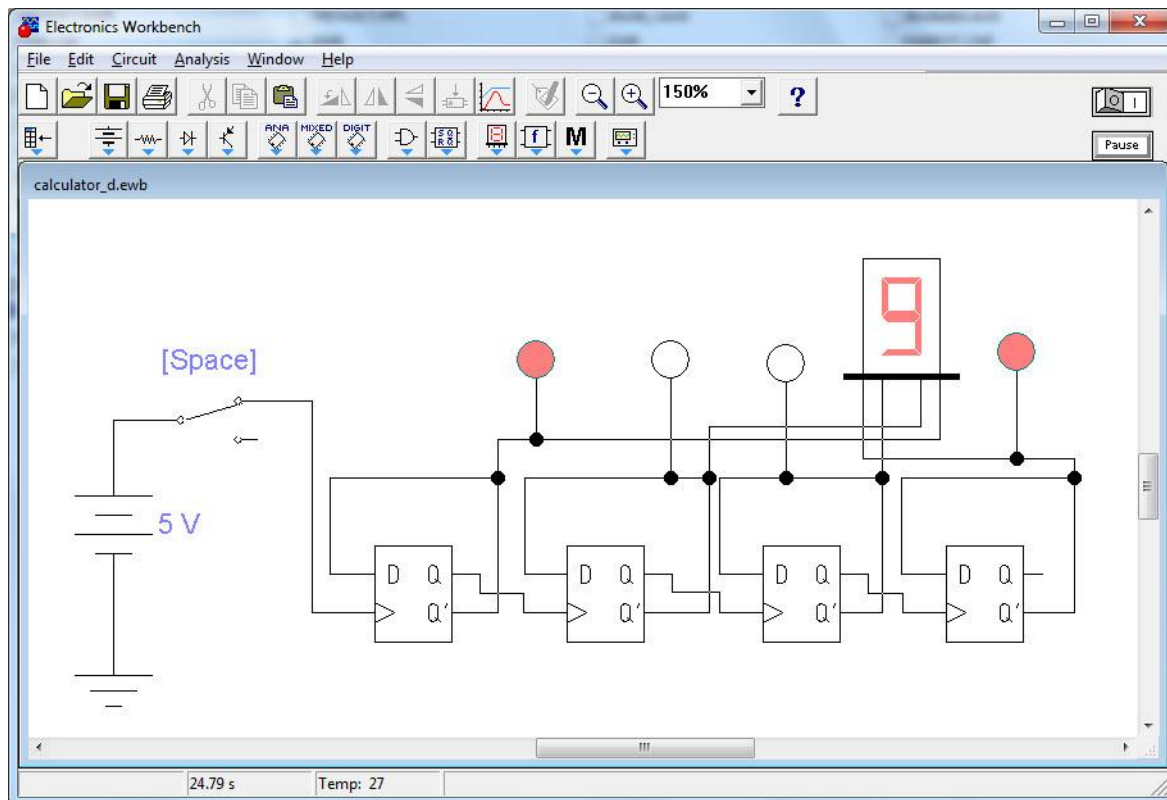 Electronics Workbench
File Edit Circuit Analysis Window Help
150% ?
ANA MIXED DIGIT f M
Pause
calculator_d.ewb
9
[Space]
5 V
D Q D Q D Q D Q
Q' Q' Q' Q'
24.79 s Temp: 27